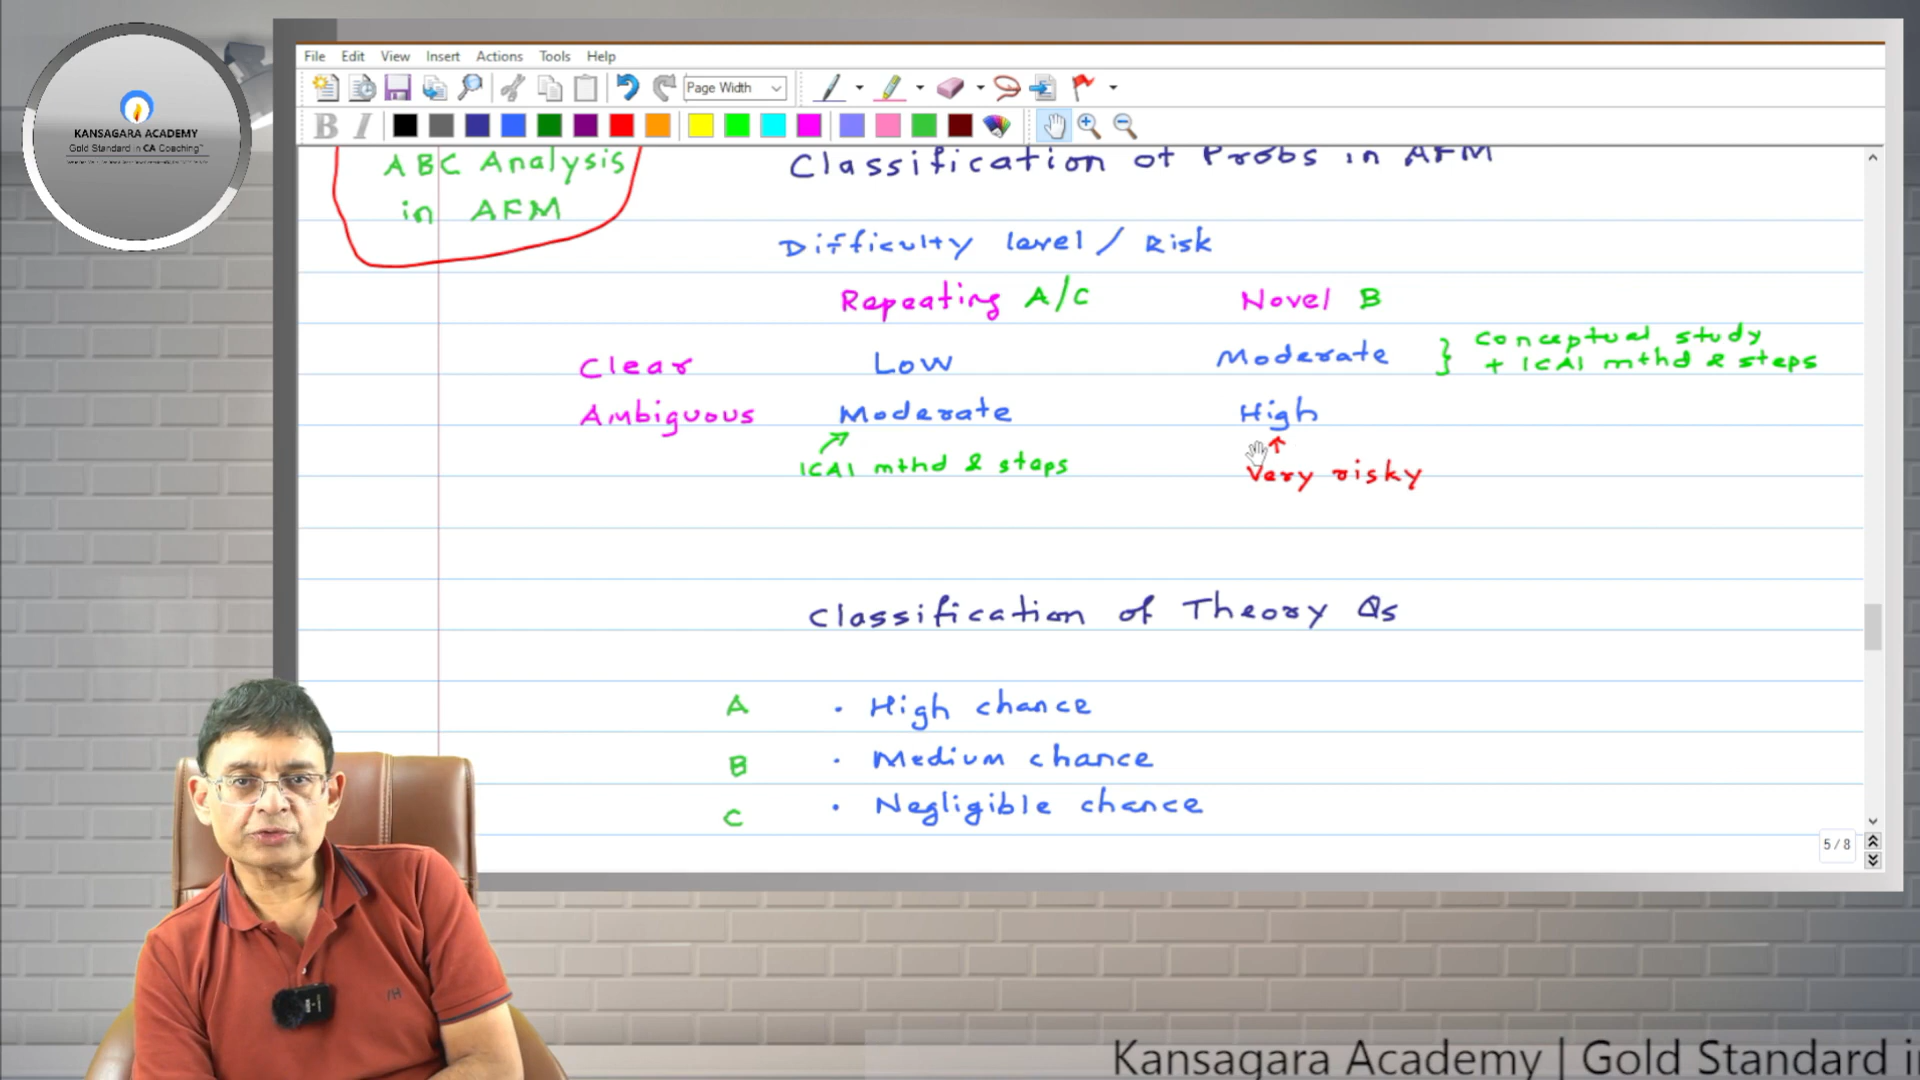 KANSAGARA ACADEMY
Gold Standard in CA Coaching™
File Edit View Insert Actions Tools Help
Page Width
B I
ABC Analysis
in AFM
Classification of Probs in AFM
Difficulty level / Risk
Repeating A/C Novel B
Clear Low Moderate } Conceptual study
+ ICAI mthd & steps
Ambiguous Moderate High
ICAI mthd & steps
Very risky
Classification of Theory Qs
A • High chance
B • Medium chance
C • Negligible chance
5 / 8
Kansagara Academy | Gold Standard i